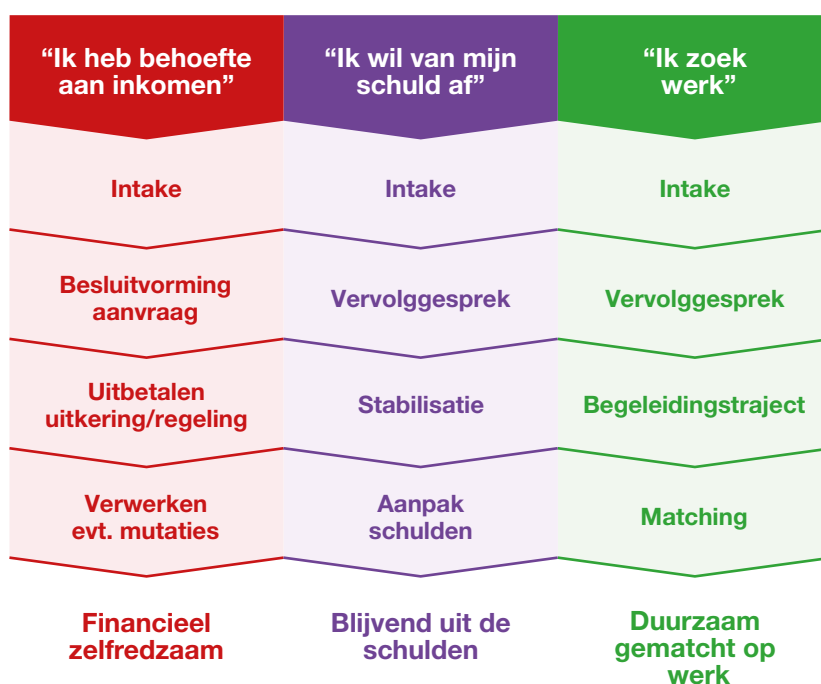 “Ik heb behoefte
aan inkomen”
Intake
Besluitvorming
aanvraag
Uitbetalen
uitkering/regeling
Verwerken
evt. mutaties
Financieel
zelfredzaam
“Ik wil van mijn
schuld af”
Intake
Vervolggesprek
Stabilisatie
Aanpak
schulden
Blijvend uit de
schulden
“Ik zoek
werk”
Intake
Vervolggesprek
Begeleidingstraject
Matching
Duurzaam
gematcht op
werk